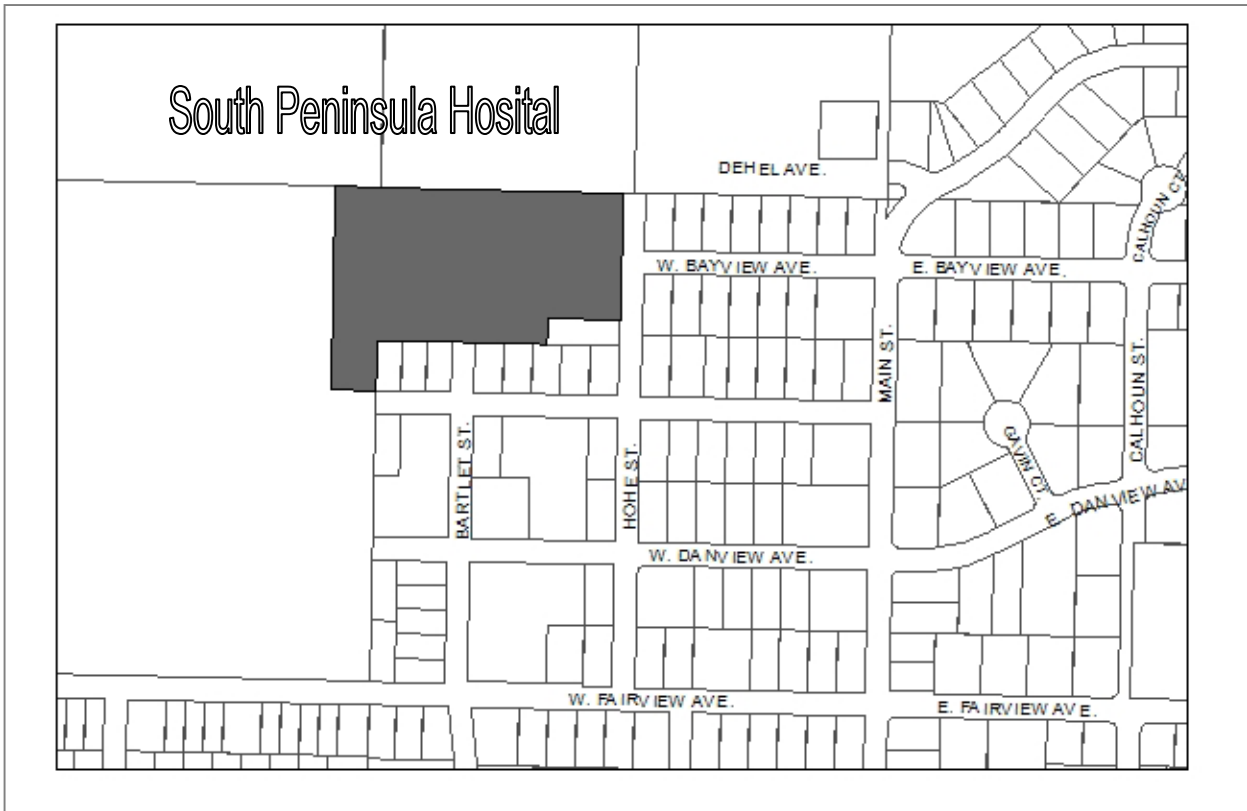 South Peninsula Hosital
DEHEL AVE.
CALHOUN CT.
W. BAYVIEW AVE.
E. BAYVIEW AVE.
MAIN ST.
CALHOUN ST.
BARTLET ST.
HOHE ST.
GAVIN CT.
E. DANVIEW AV
W. DANVIEW AVE.
W. FAIRVIEW AVE.
E. FAIRVIEW AVE.